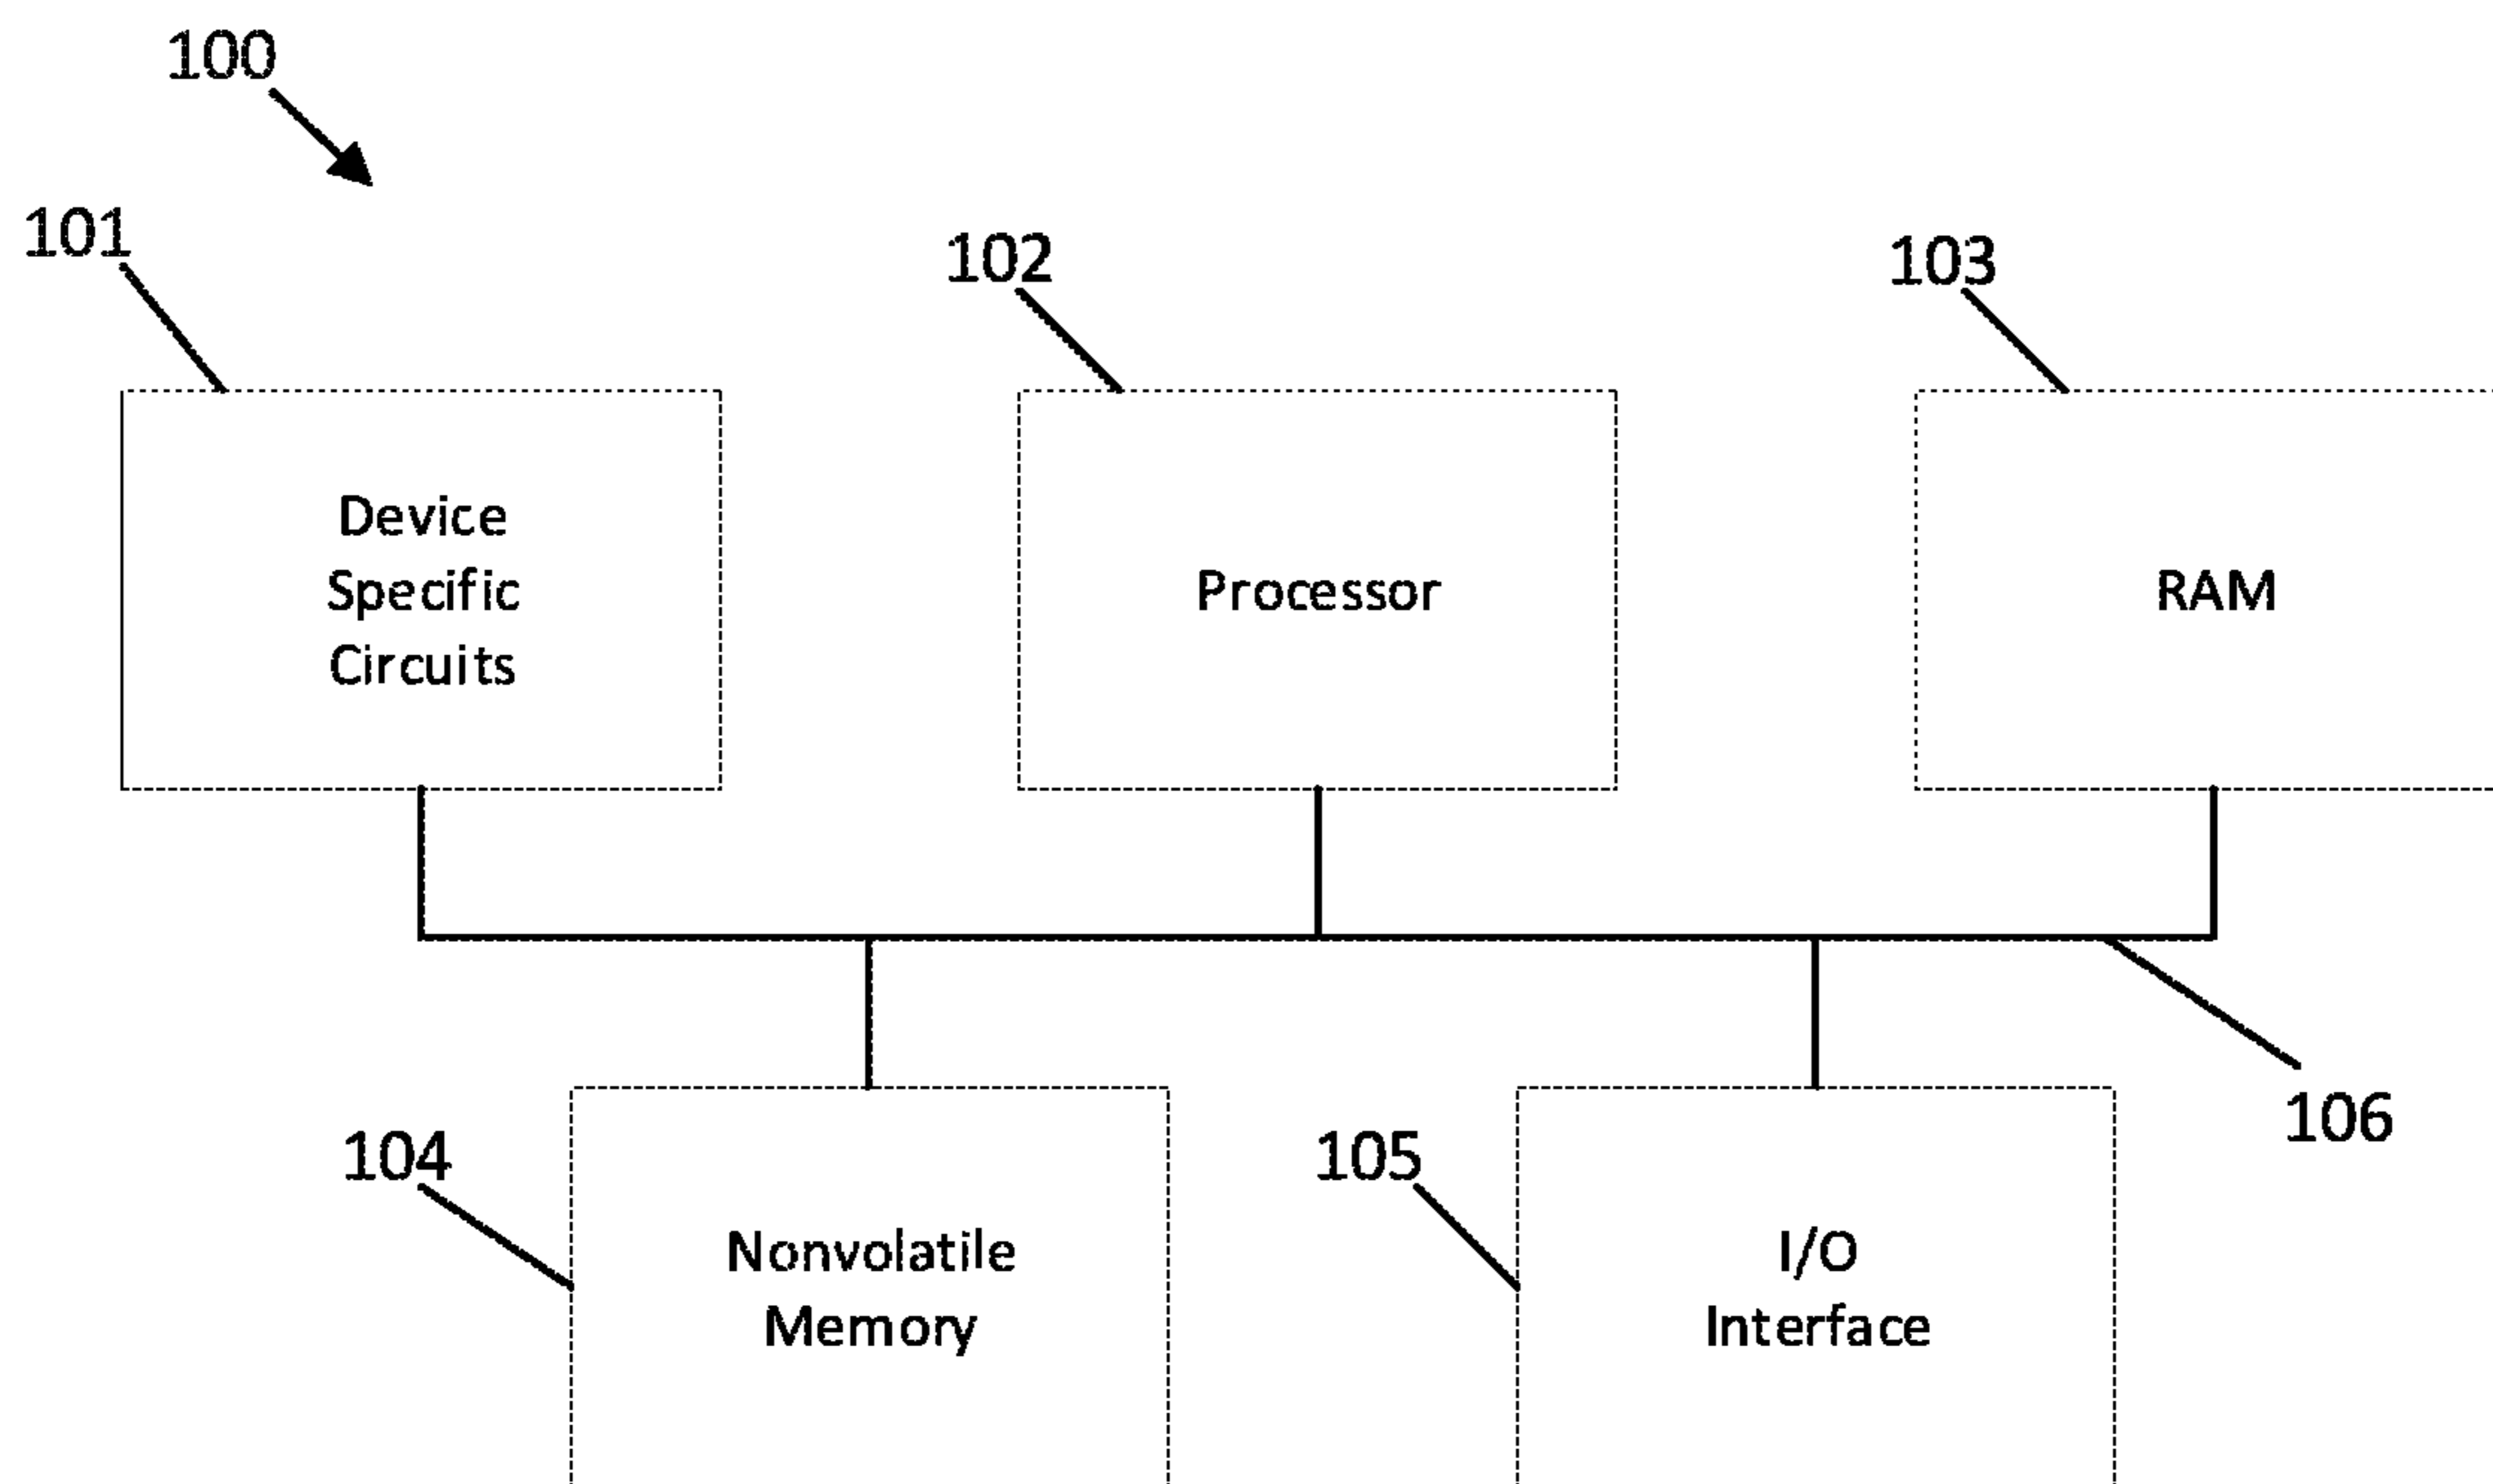 100
101
102
103
Device
Specific
Circuits
Processor
RAM
104
105
106
Nonvolatile
Memory
I/O
Interface